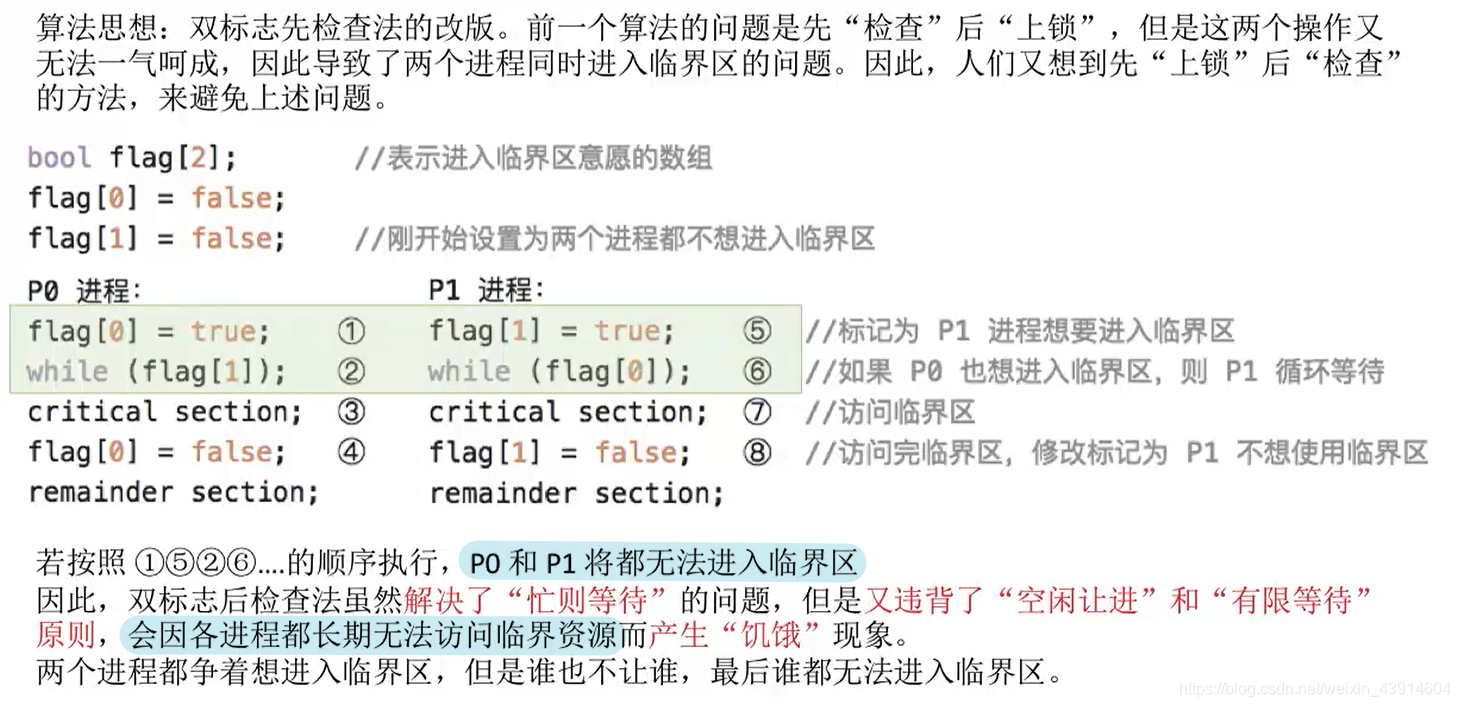 算法思想：双标志先检查法的改版。前一个算法的问题是先“检查”后“上锁”，但是这两个操作又
无法一气呵成，因此导致了两个进程同时进入临界区的问题。因此，人们又想到先“上锁”后“检查”
的方法，来避免上述问题。
bool flag[2]; //表示进入临界区意愿的数组
flag[0] = false;
flag[1] = false; //刚开始设置为两个进程都不想进入临界区
P0 进程: P1 进程:
flag[0] = true; ① flag[1] = true; ⑤ //标记为 P1 进程想要进入临界区
while (flag[1]); ② while (flag[0]); ⑥ //如果 P0 也想进入临界区，则 P1 循环等待
critical section; ③ critical section; ⑦ //访问临界区
flag[0] = false; ④ flag[1] = false; ⑧ //访问完临界区，修改标记为 P1 不想使用临界区
remainder section; remainder section;
若按照 ①⑤②⑥....的顺序执行，P0 和 P1 将都无法进入临界区
因此，双标志后检查法虽然解决了“忙则等待”的问题，但是又违背了“空闲让进”和“有限等待”
原则，会因各进程都长期无法访问临界资源而产生“饥饿”现象。
两个进程都争着想进入临界区，但是谁也不让谁，最后谁都无法进入临界区。
https://blog.csdn.net/weixin_43914604